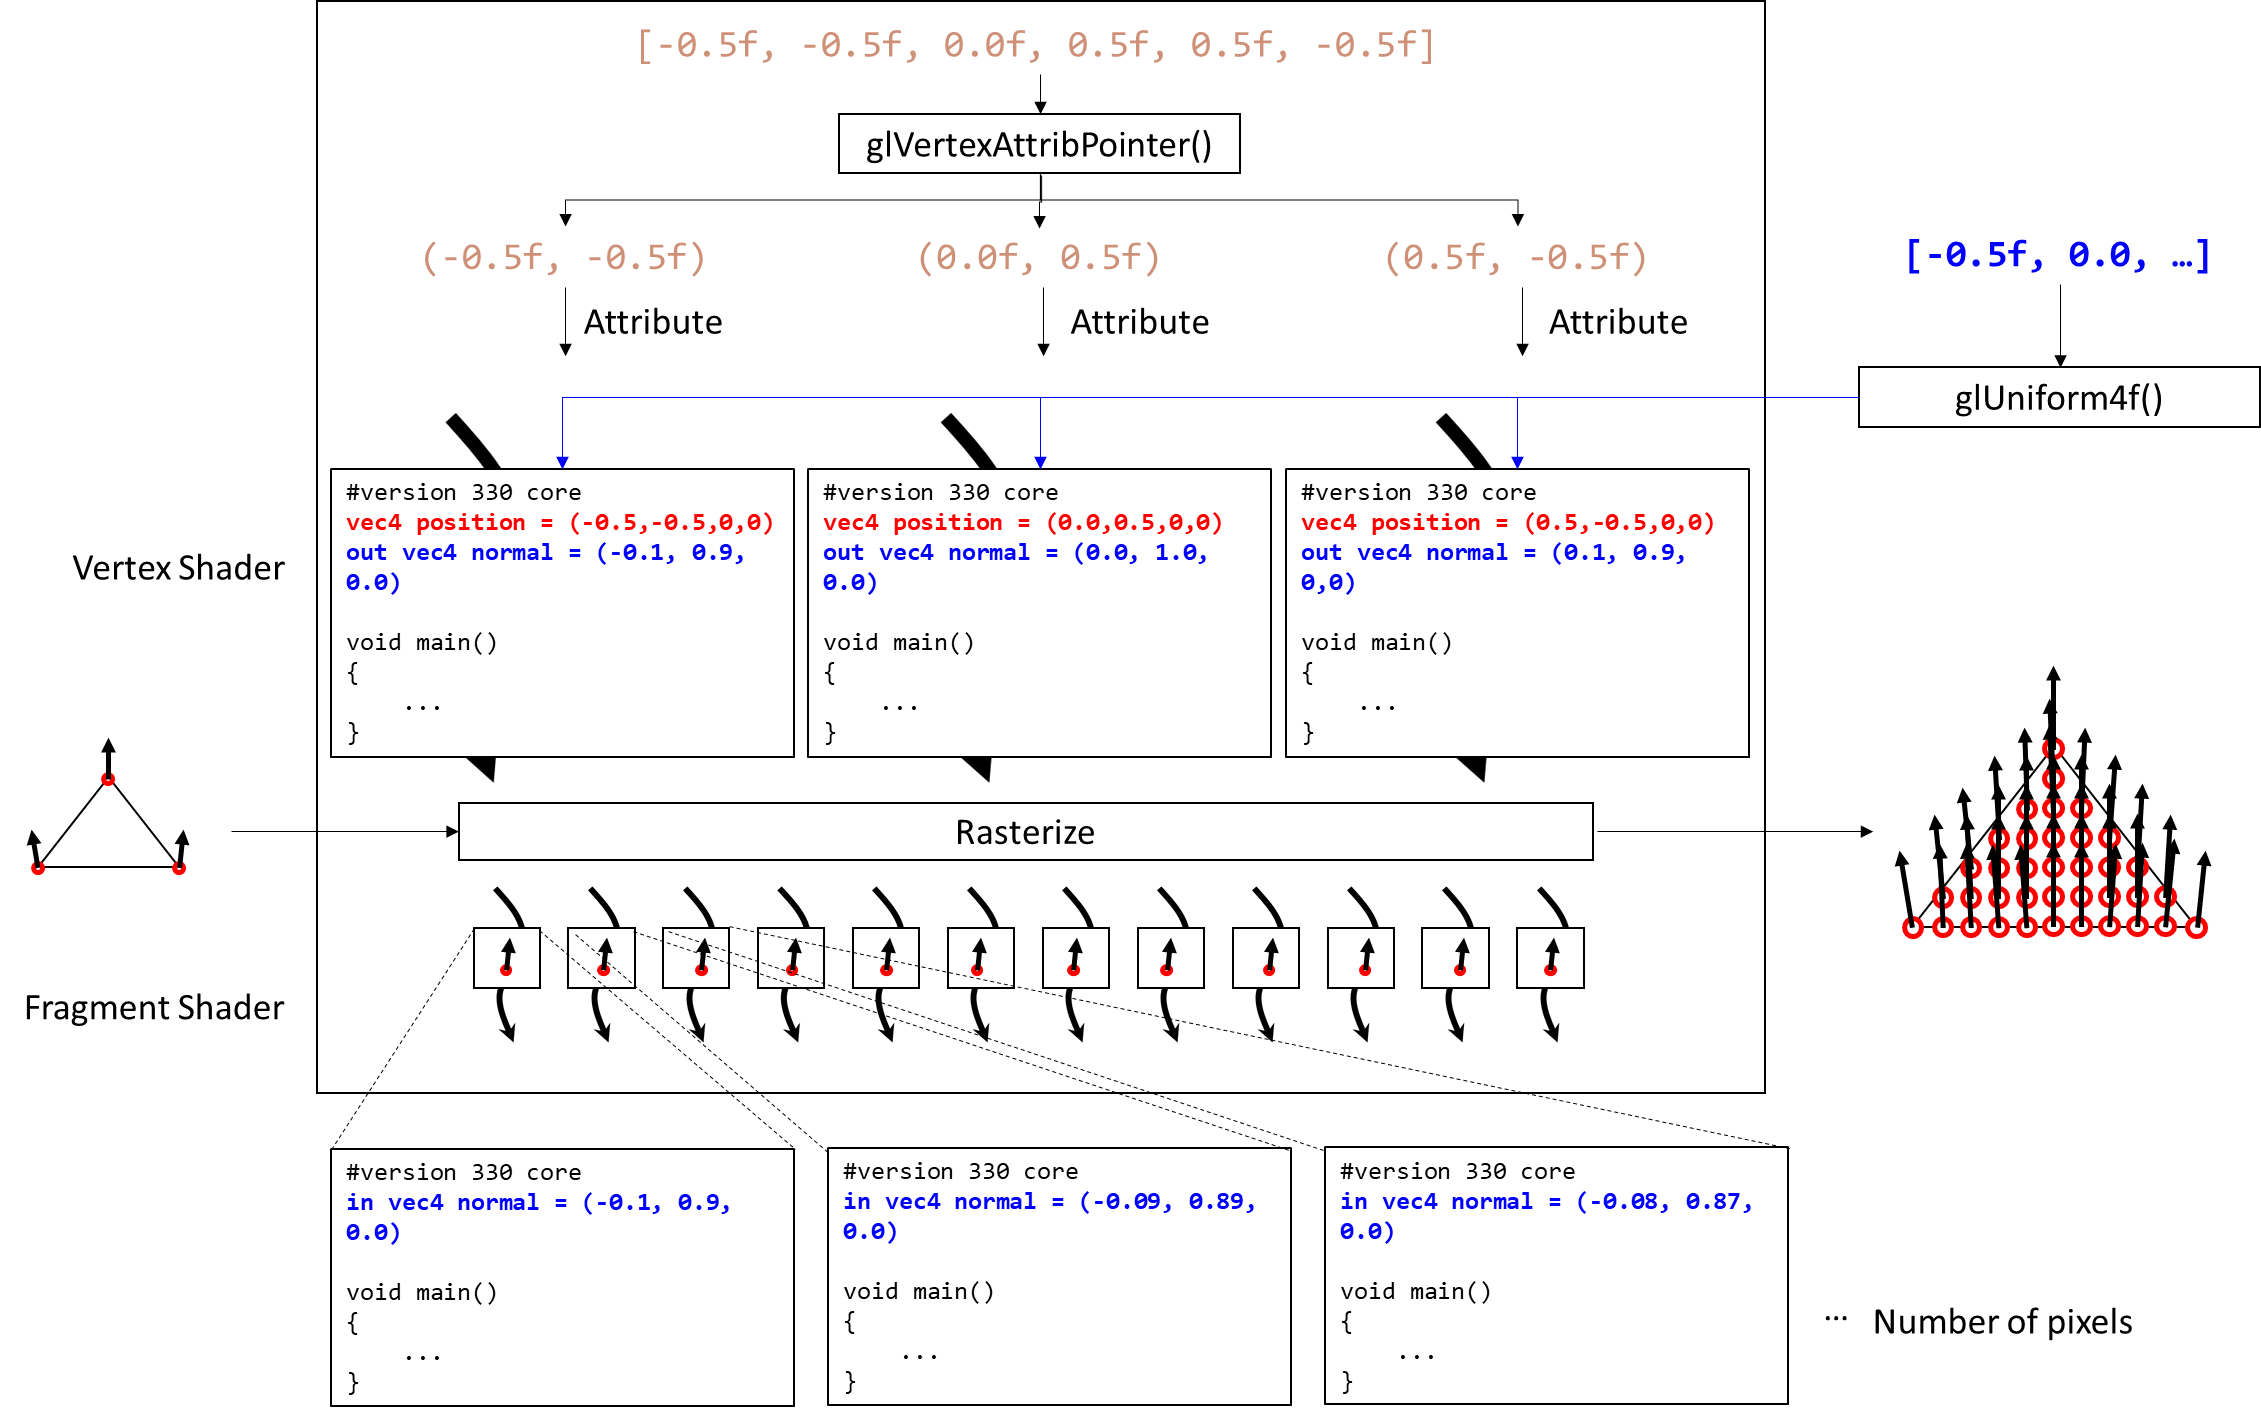 [-0.5f, -0.5f, 0.0f, 0.5f, 0.5f, -0.5f]
glVertexAttribPointer()
(-0.5f, -0.5f)
(0.0f, 0.5f)
(0.5f, -0.5f)
[-0.5f, 0.0, …]
Attribute
Attribute
Attribute
glUniform4f()
Vertex Shader
#version 330 core
vec4 position = (-0.5,-0.5,0,0)
out vec4 normal = (-0.1, 0.9,
0.0)
void main()
{
...
}
#version 330 core
vec4 position = (0.0,0.5,0,0)
out vec4 normal = (0.0, 1.0,
0.0)
void main()
{
...
}
#version 330 core
vec4 position = (0.5,-0.5,0,0)
out vec4 normal = (0.1, 0.9,
0,0)
void main()
{
...
}
Rasterize
Fragment Shader
#version 330 core
in vec4 normal = (-0.1, 0.9,
0.0)
void main()
{
...
}
#version 330 core
in vec4 normal = (-0.09, 0.89,
0.0)
void main()
{
...
}
#version 330 core
in vec4 normal = (-0.08, 0.87,
0.0)
void main()
{
...
}
… Number of pixels